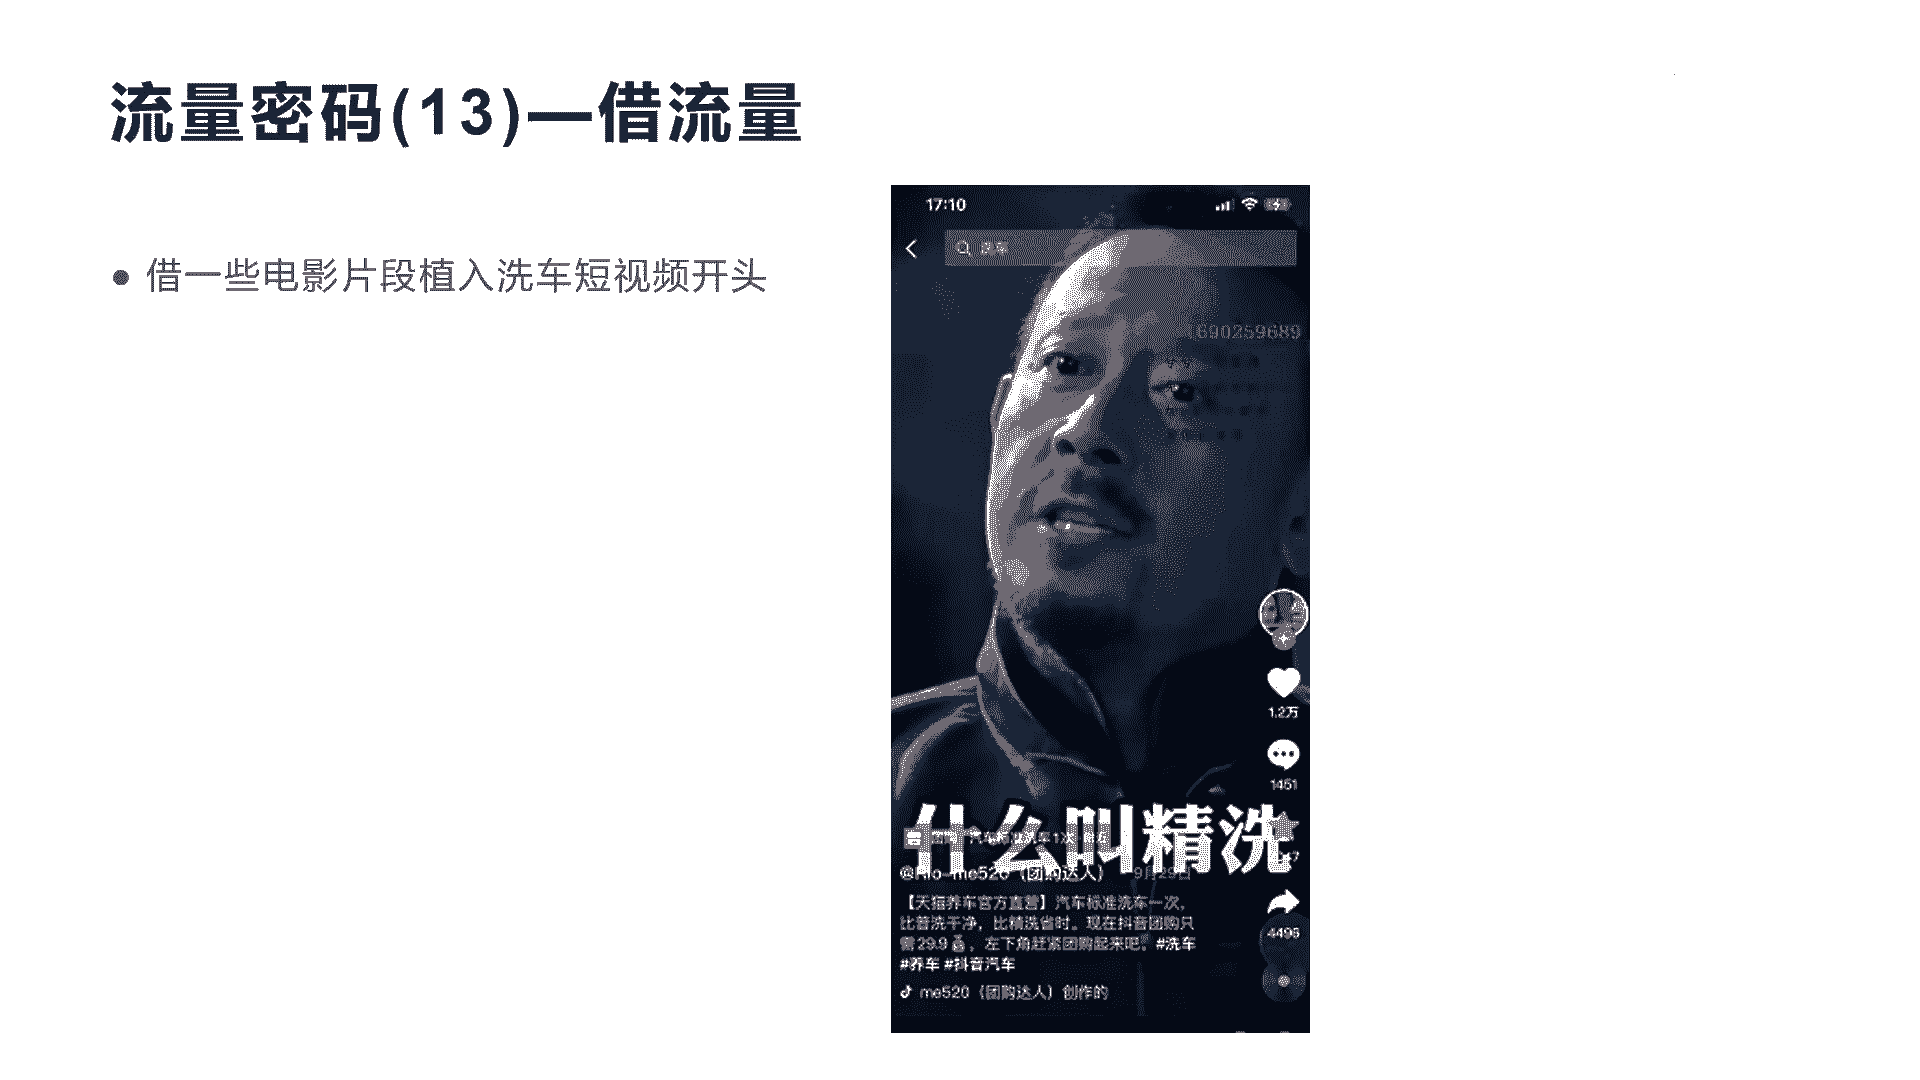 流量密码(13)—借流量
借一些电影片段植入洗车短视频开头
17:10
洗车
690259689
1.2万
1451
什么叫精洗
汽车标准洗车1次
me520（团购达人） 9月29日
【天猫养车官方直营】汽车标准洗车一次，
比普洗干净，比精洗省时。现在抖音团购只
需29.9💰，左下角赶紧团购起来吧。#洗车
4496
#养车 #抖音汽车
me520（团购达人）创作的